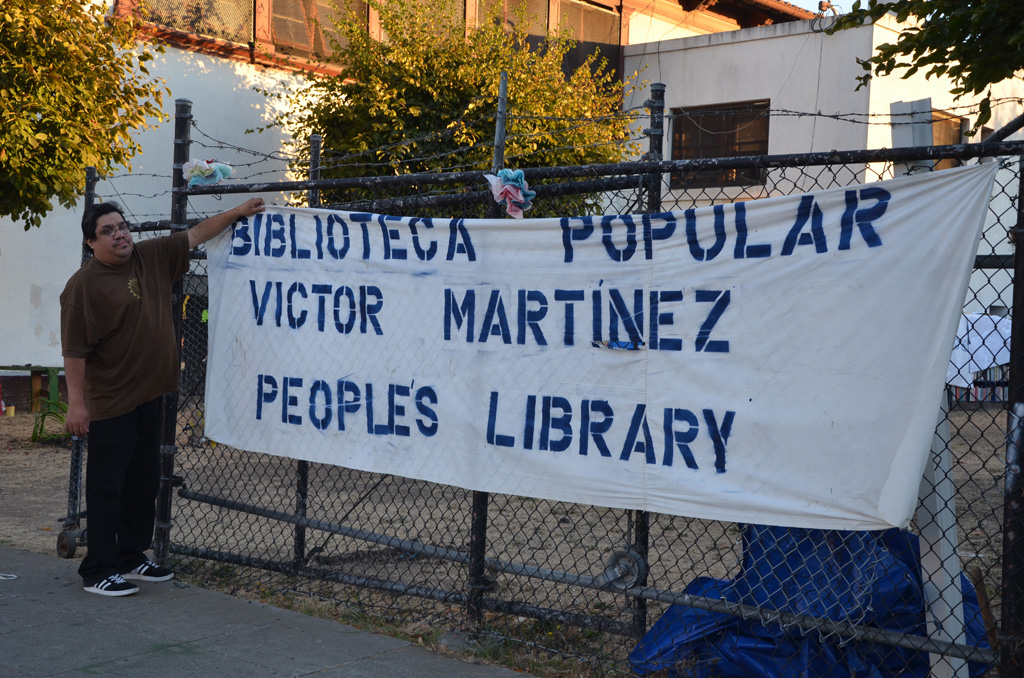 BIBLIOTECA POPULAR
VICTOR MARTÍNEZ
PEOPLE'S LIBRARY